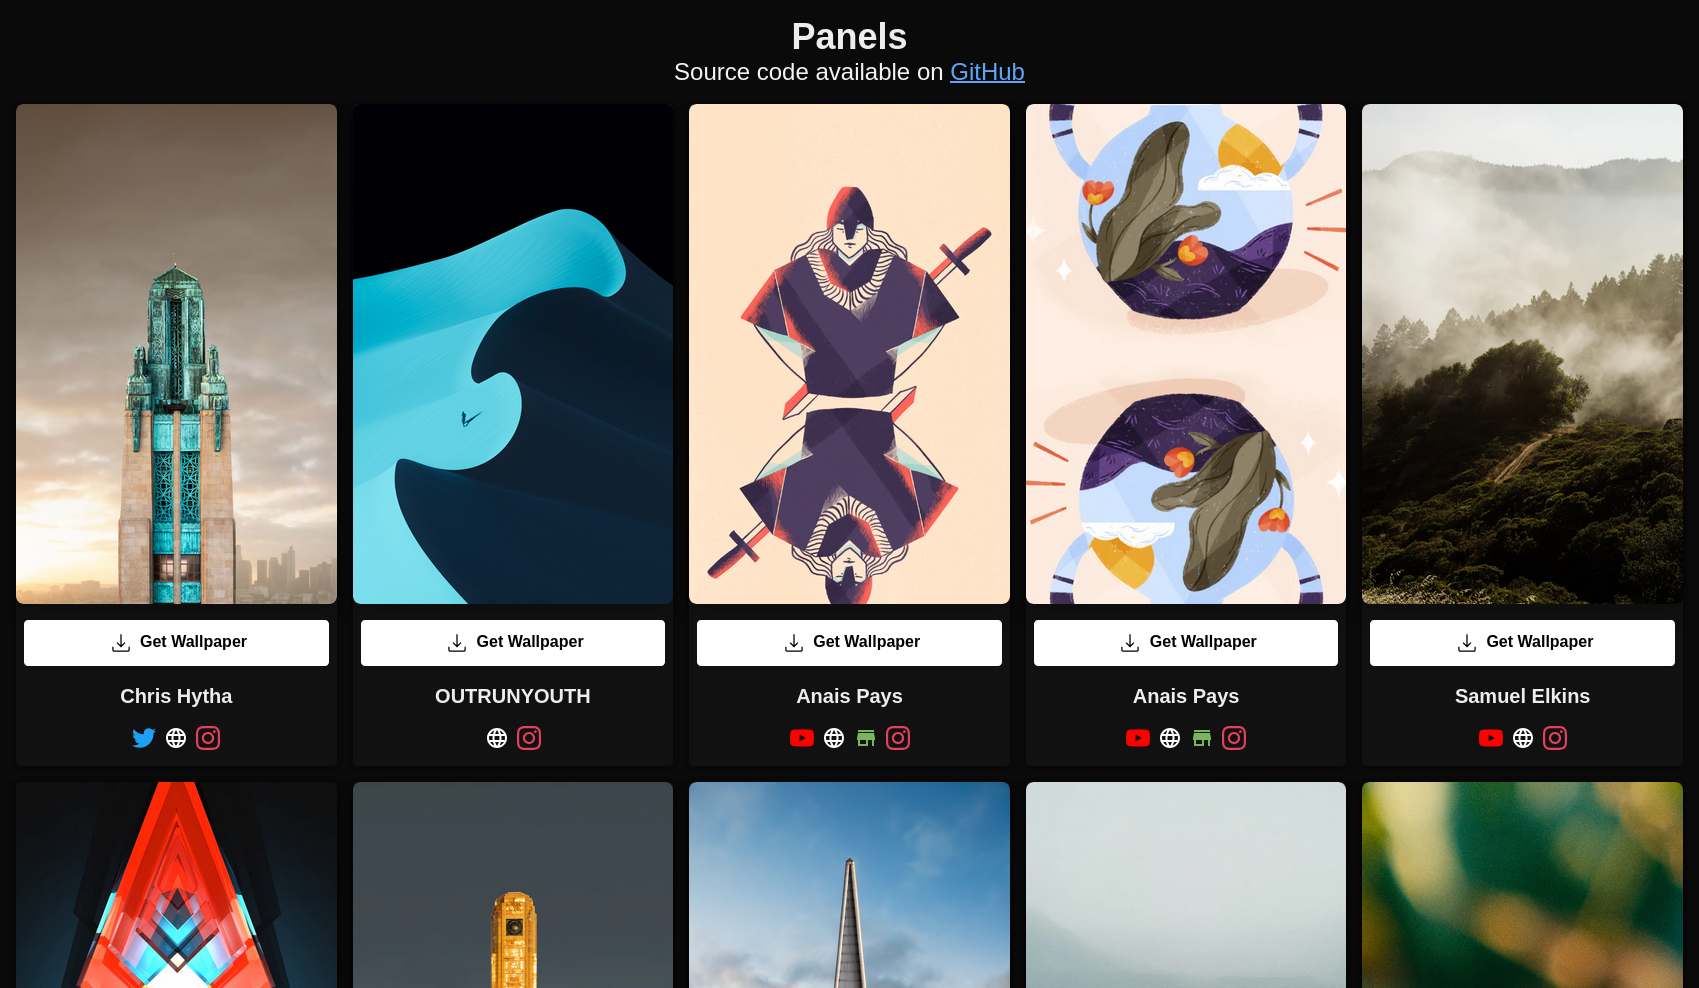 Panels
Source code available on GitHub
Get Wallpaper
Get Wallpaper
Get Wallpaper
Get Wallpaper
Get Wallpaper
Chris Hytha
OUTRUNYOUTH
Anais Pays
Anais Pays
Samuel Elkins